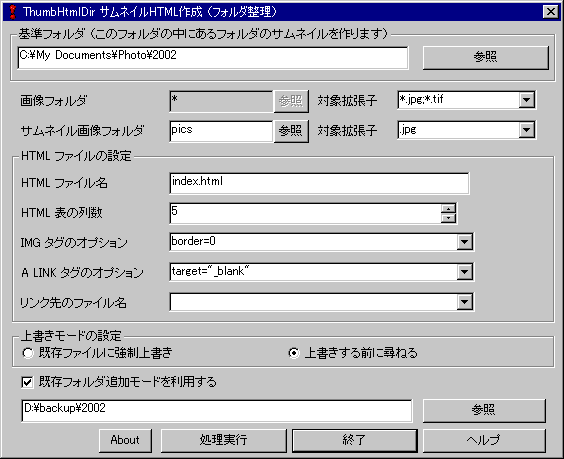 ThumbHtmlDir サムネイルHTML作成 (フォルダ整理)
基準フォルダ (このフォルダの中にあるフォルダのサムネイルを作ります)
C:¥My Documents¥Photo¥2002 参照
画像フォルダ * 参照 対象拡張子 *.jpg;*.tif
サムネイル画像フォルダ pics 参照 対象拡張子 .jpg
HTML ファイルの設定
HTML ファイル名 index.html
HTML 表の列数 5
IMG タグのオプション border=0
A LINK タグのオプション target="_blank"
リンク先のファイル名
上書きモードの設定
既存ファイルに強制上書き 上書きする前に尋ねる
既存フォルダ追加モードを利用する
D:¥backup¥2002 参照
About 処理実行 終了 ヘルプ